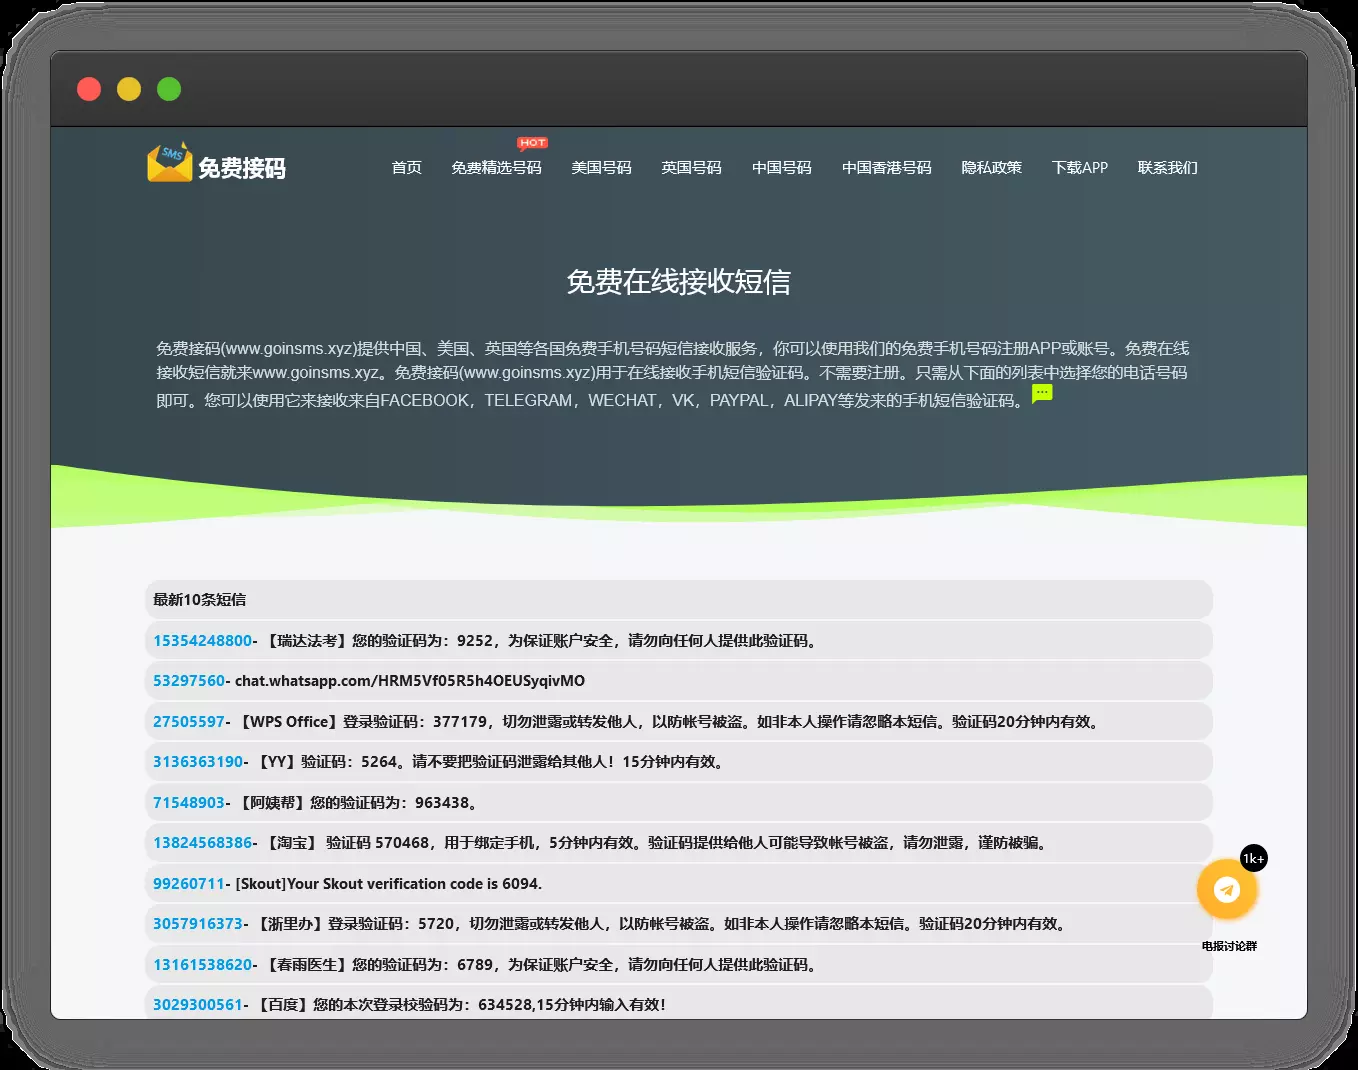 SMS
免费接码
首页
免费精选号码
HOT
美国号码
英国号码
中国号码
中国香港号码
隐私政策
下载APP
联系我们
免费在线接收短信
免费接码(www.goinsms.xyz)提供中国、美国、英国等各国免费手机号码短信接收服务，你可以使用我们的免费手机号码注册APP或账号。免费在线
接收短信就来www.goinsms.xyz。免费接码(www.goinsms.xyz)用于在线接收手机短信验证码。不需要注册。只需从下面的列表中选择您的电话号码
即可。您可以使用它来接收来自FACEBOOK，TELEGRAM，WECHAT，VK，PAYPAL，ALIPAY等发来的手机短信验证码。
最新10条短信
15354248800- 【瑞达法考】您的验证码为：9252，为保证账户安全，请勿向任何人提供此验证码。
53297560- chat.whatsapp.com/HRM5Vf05R5h4OEUSyqivMO
27505597- 【WPS Office】登录验证码：377179，切勿泄露或转发他人，以防帐号被盗。如非本人操作请忽略本短信。验证码20分钟内有效。
3136363190- 【YY】验证码：5264。请不要把验证码泄露给其他人！15分钟内有效。
71548903- 【阿姨帮】您的验证码为：963438。
13824568386- 【淘宝】 验证码 570468，用于绑定手机，5分钟内有效。验证码提供给他人可能导致帐号被盗，请勿泄露，谨防被骗。
99260711- [Skout]Your Skout verification code is 6094.
3057916373- 【浙里办】登录验证码：5720，切勿泄露或转发他人，以防帐号被盗。如非本人操作请忽略本短信。验证码20分钟内有效。
13161538620- 【春雨医生】您的验证码为：6789，为保证账户安全，请勿向任何人提供此验证码。
3029300561- 【百度】您的本次登录校验码为：634528,15分钟内输入有效！
1k+
电报讨论群